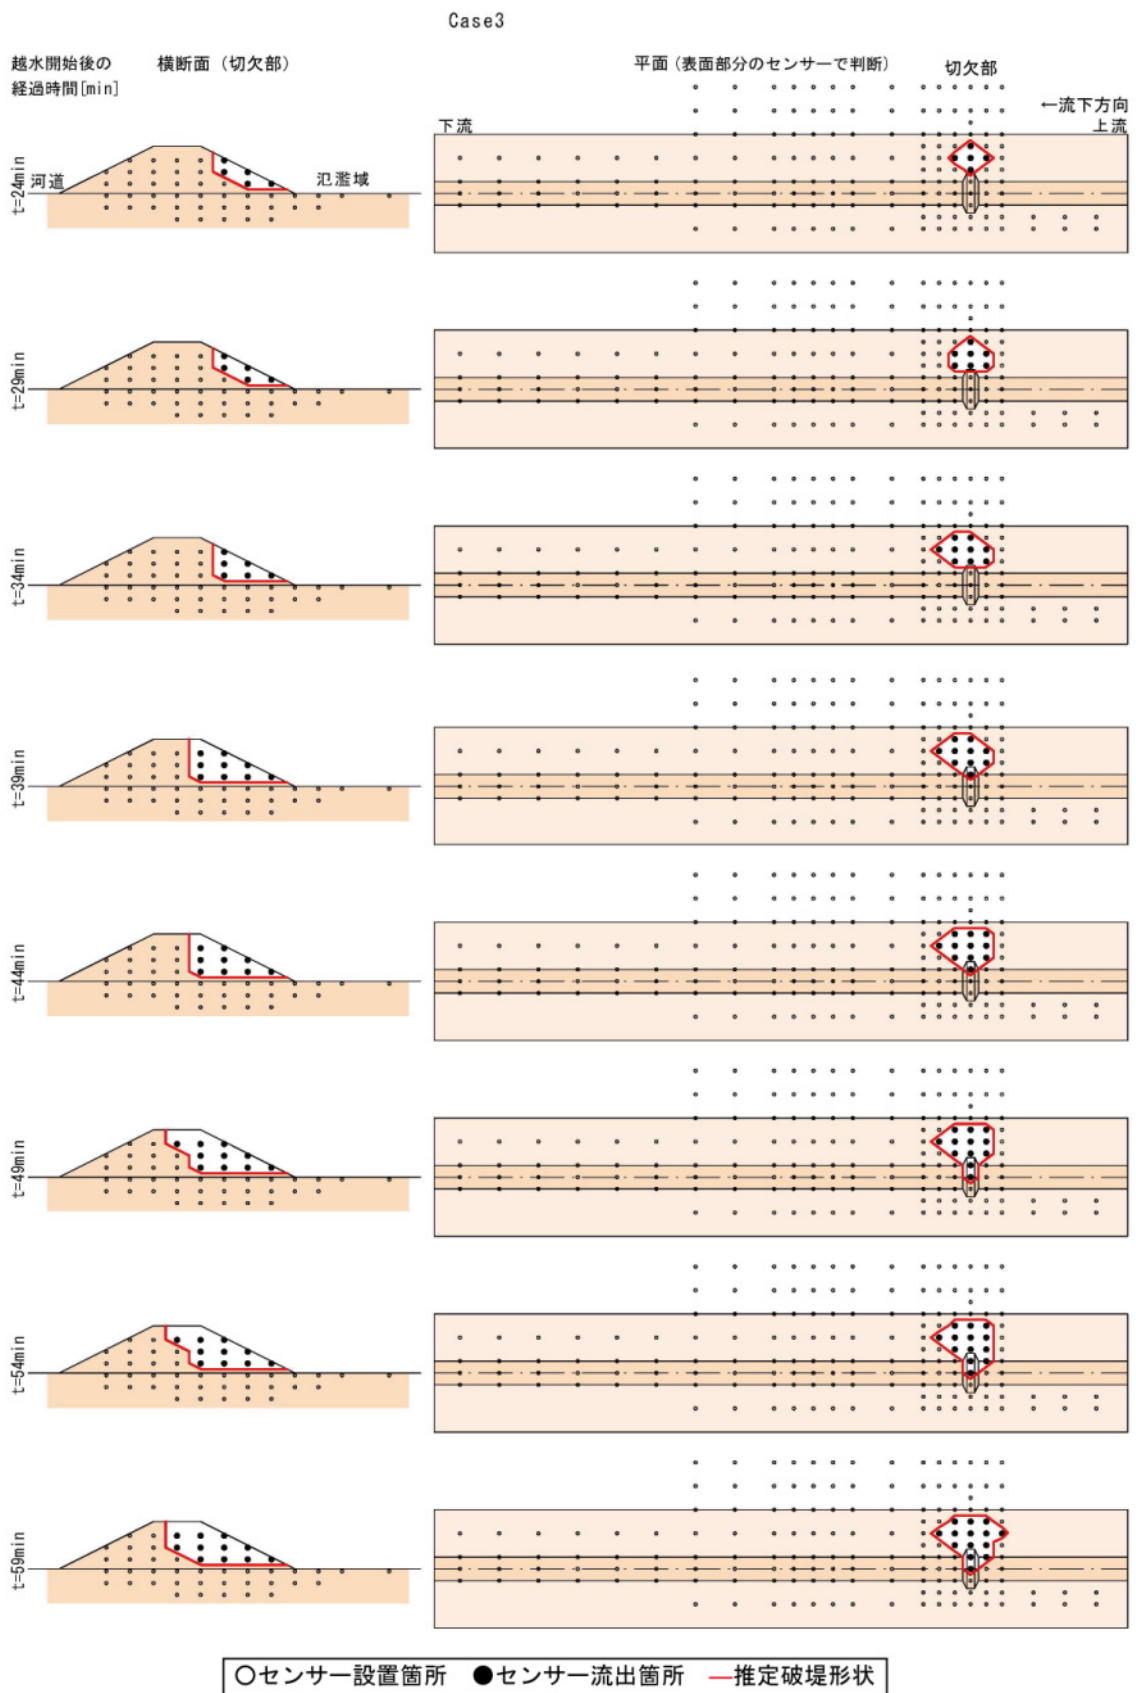 Case3
越水開始後の
経過時間[min]
横断面（切欠部）
平面（表面部分のセンサーで判断）
切欠部
←流下方向
下流
上流
河道
氾濫域
t=24min
t=29min
t=34min
t=39min
t=44min
t=49min
t=54min
t=59min
○センサー設置箇所 ●センサー流出箇所 ―推定破堤形状